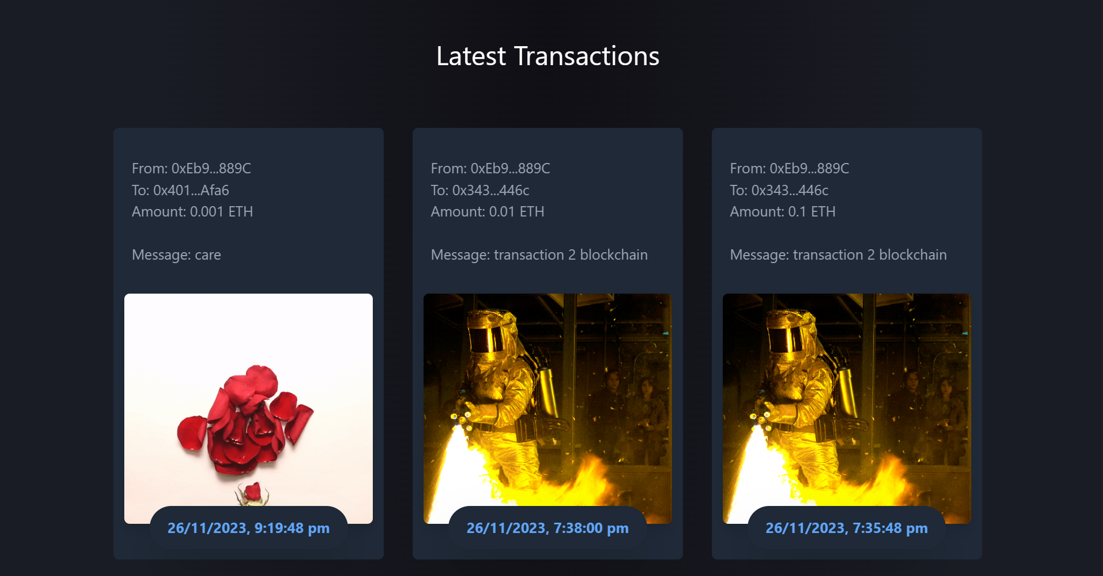 Latest Transactions
From: 0xEb9...889C
To: 0x401...Afa6
Amount: 0.001 ETH
Message: care
26/11/2023, 9:19:48 pm
From: 0xEb9...889C
To: 0x343...446c
Amount: 0.01 ETH
Message: transaction 2 blockchain
26/11/2023, 7:38:00 pm
From: 0xEb9...889C
To: 0x343...446c
Amount: 0.1 ETH
Message: transaction 2 blockchain
26/11/2023, 7:35:48 pm